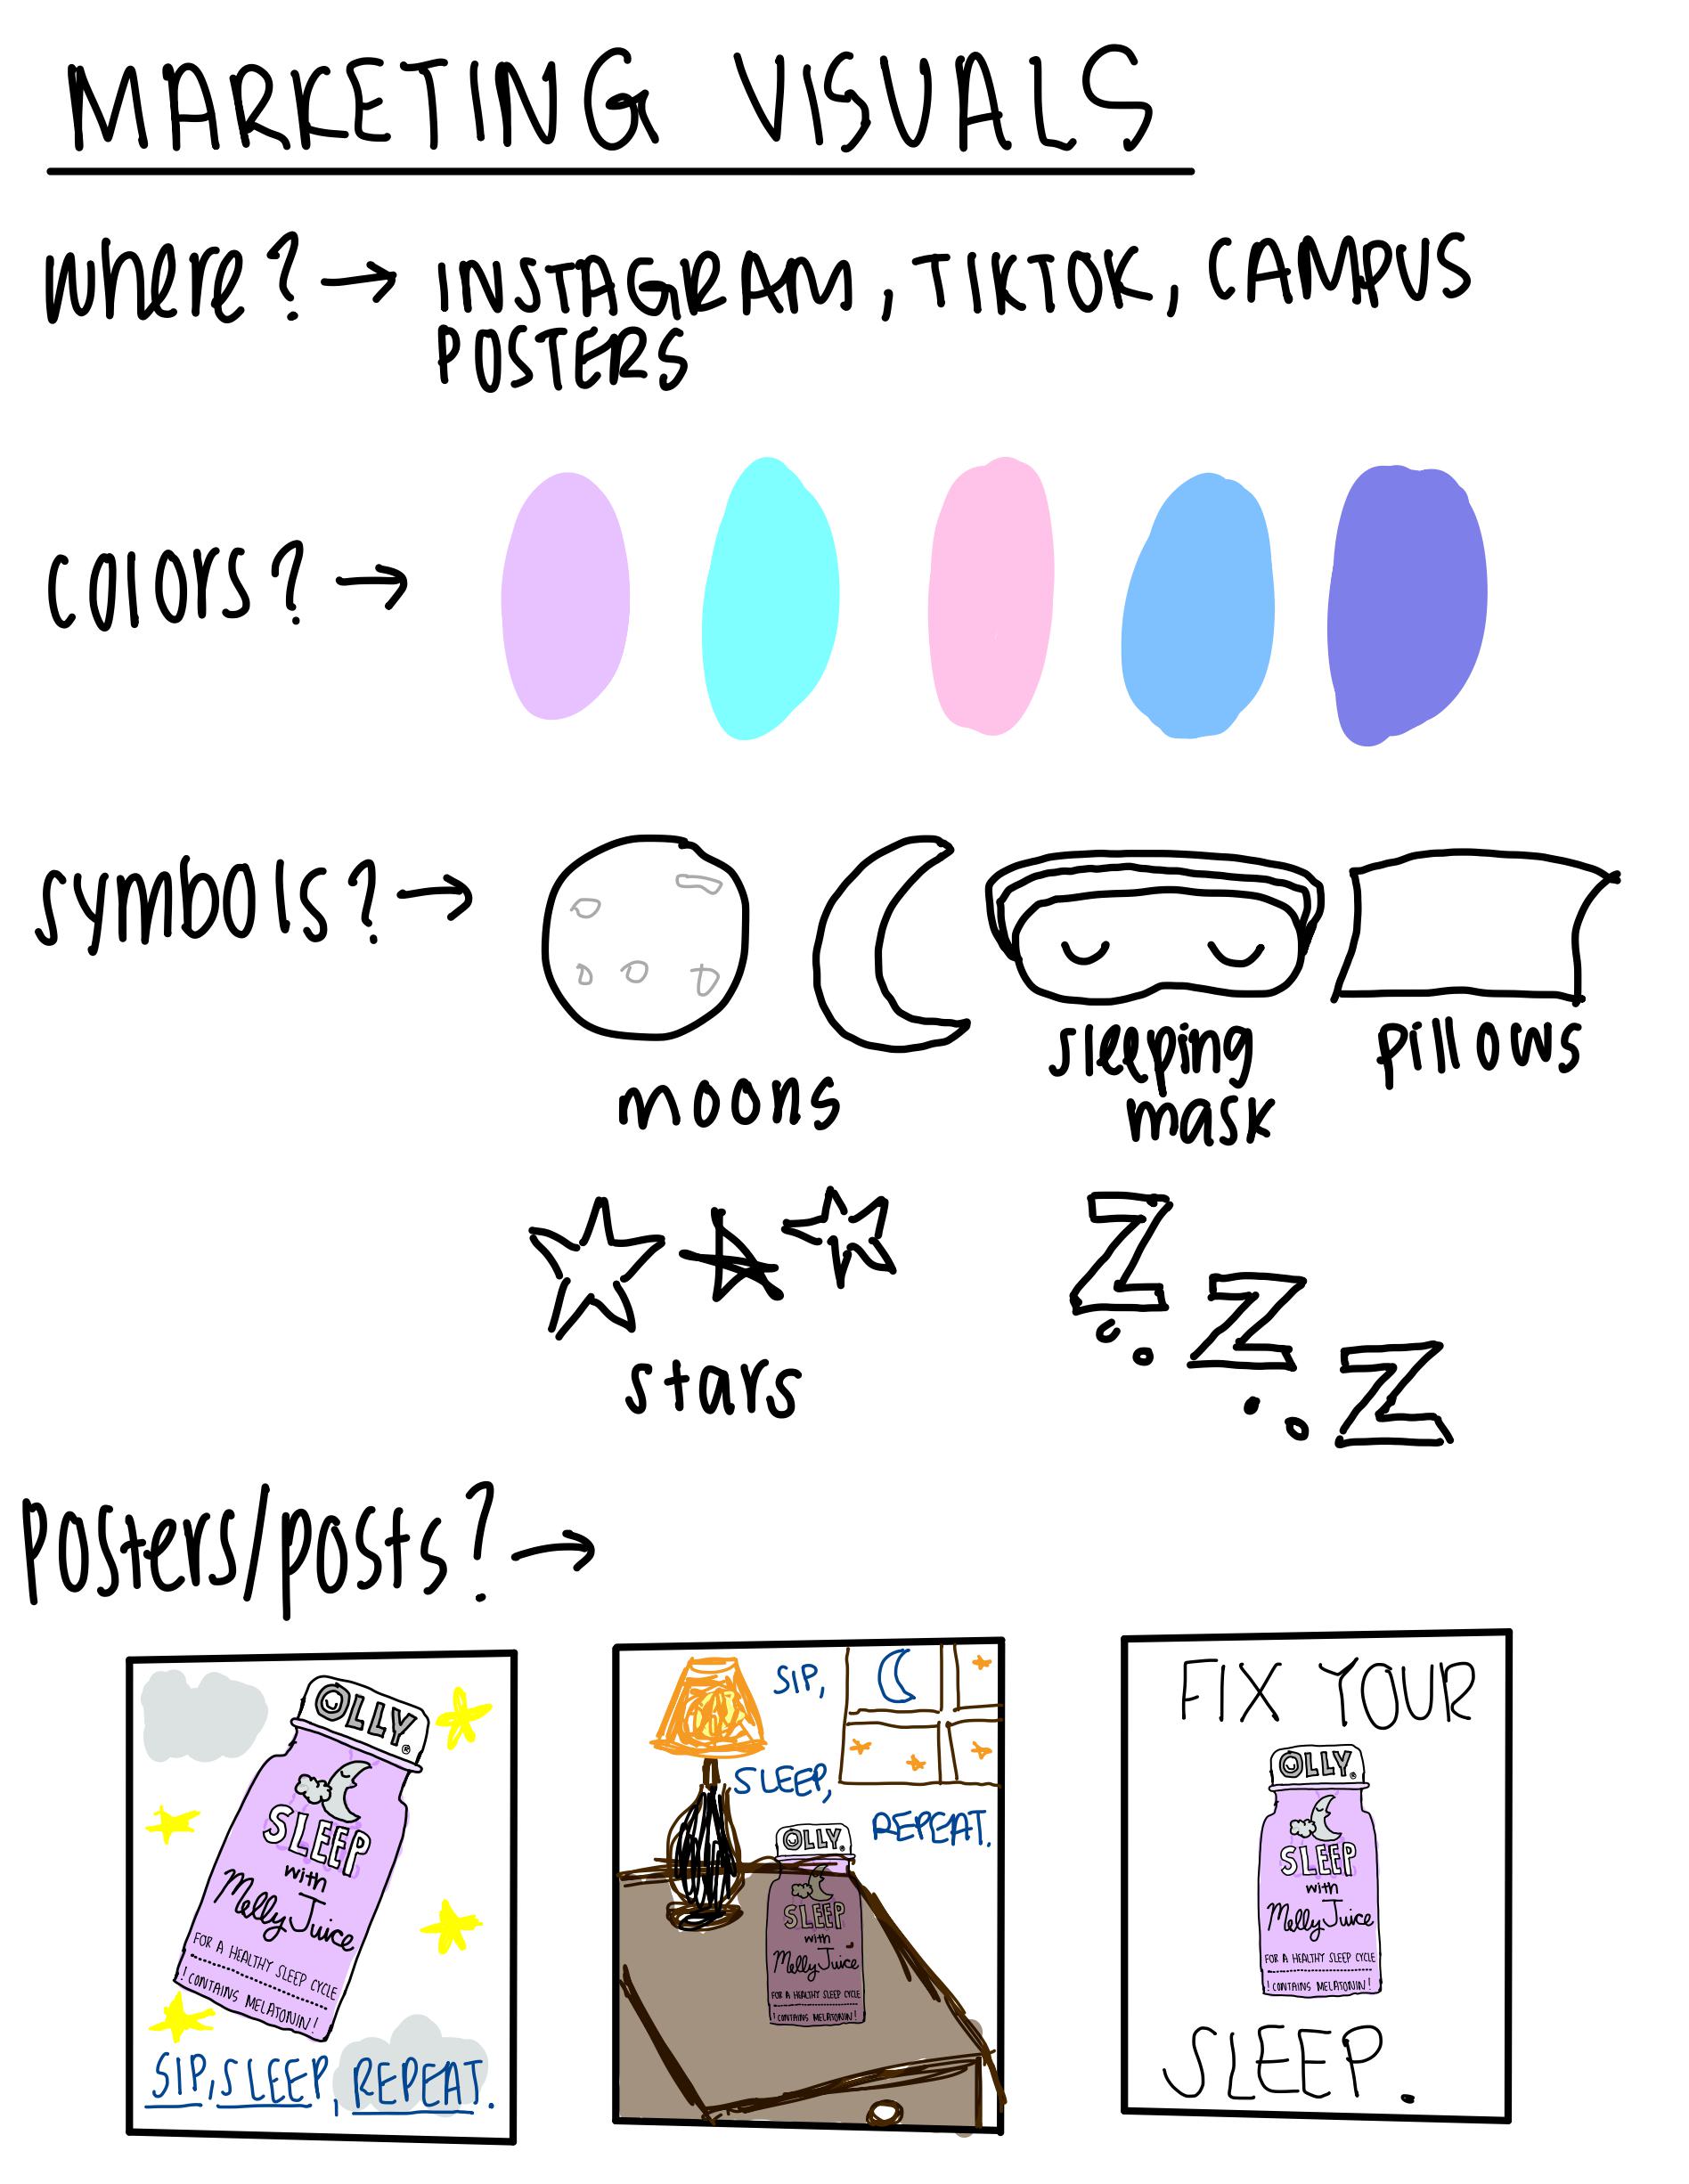 MARKETING VISUALS
where? → INSTAGRAM, TIKTOK, CAMPUS
POSTERS
colors? →
symbols? →
moons
sleeping
mask
pillows
stars
Z
Z
Z
Posters/posts? →
OLLY®
SLEEP
with
Melly Juice
FOR A HEALTHY SLEEP CYCLE
! CONTAINS MELATONIN!
SIP, SLEEP, REPEAT.
SIP,
SLEEP,
REPEAT.
OLLY®
SLEEP
with
Melly Juice
FOR A HEALTHY SLEEP CYCLE
! CONTAINS MELATONIN!
FIX YOUR
OLLY®
SLEEP
with
Melly Juice
FOR A HEALTHY SLEEP CYCLE
! CONTAINS MELATONIN!
SLEEP.